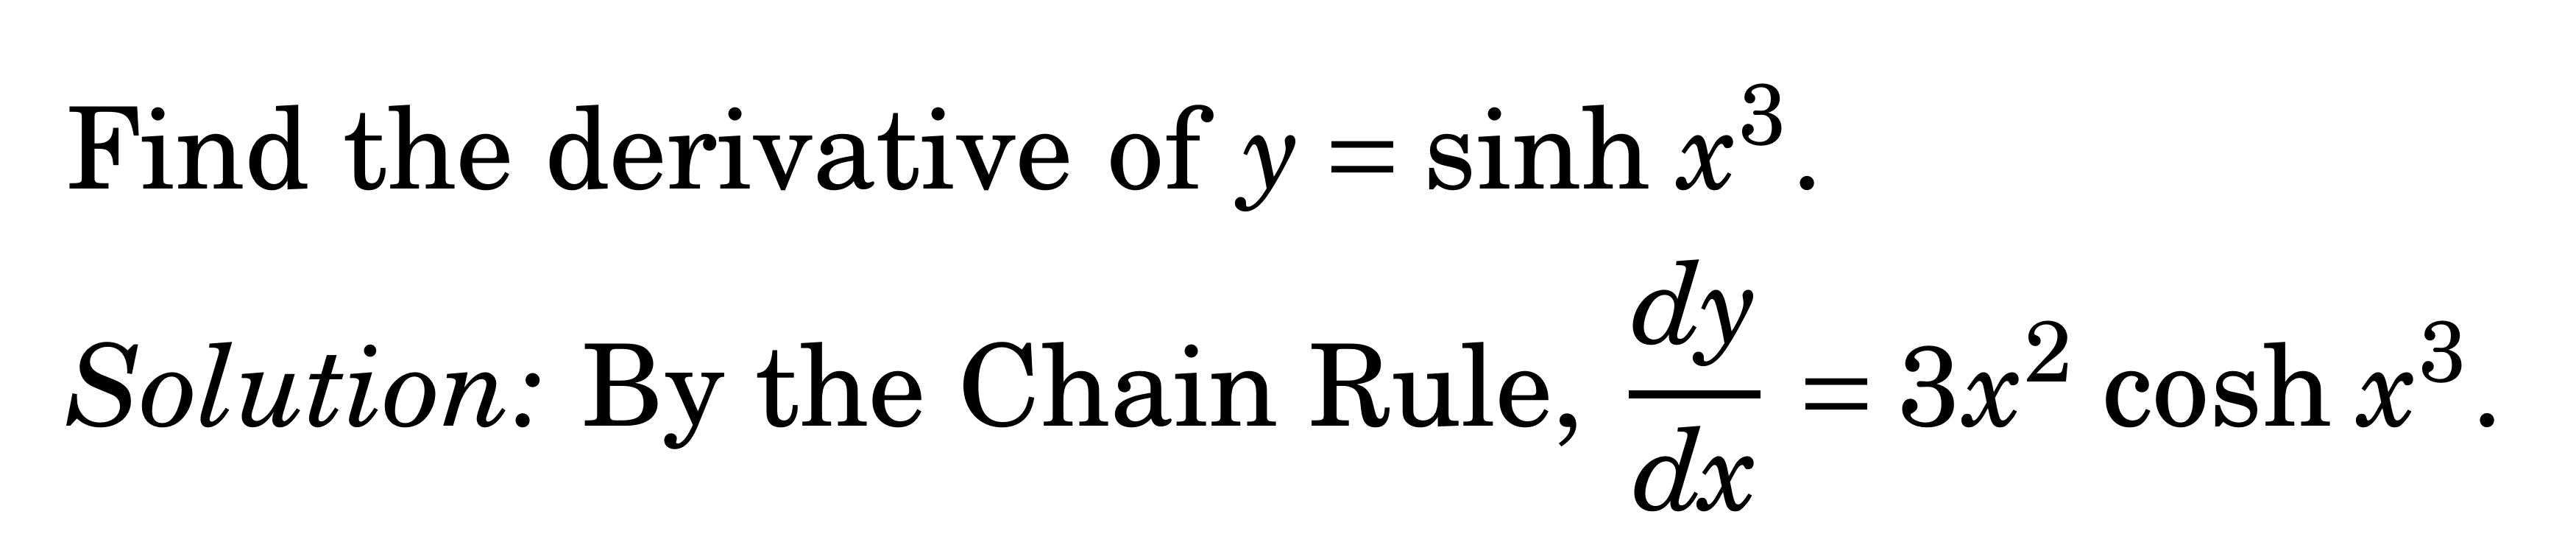 Find the derivative of y = sinh x³.
Solution: By the Chain Rule, dy/dx = 3x² cosh x³.